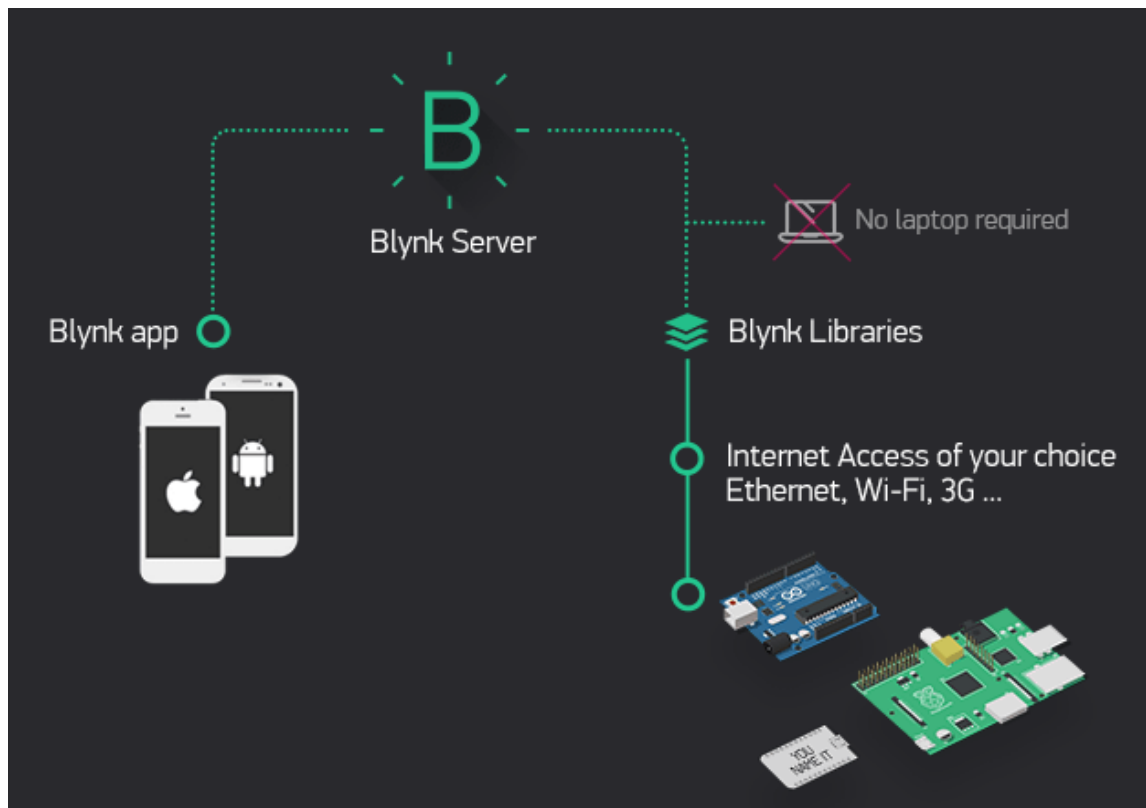 B
Blynk Server
No laptop required
Blynk app
Blynk Libraries
Internet Access of your choice
Ethernet, Wi-Fi, 3G ...
UNO
YOU
NAME IT